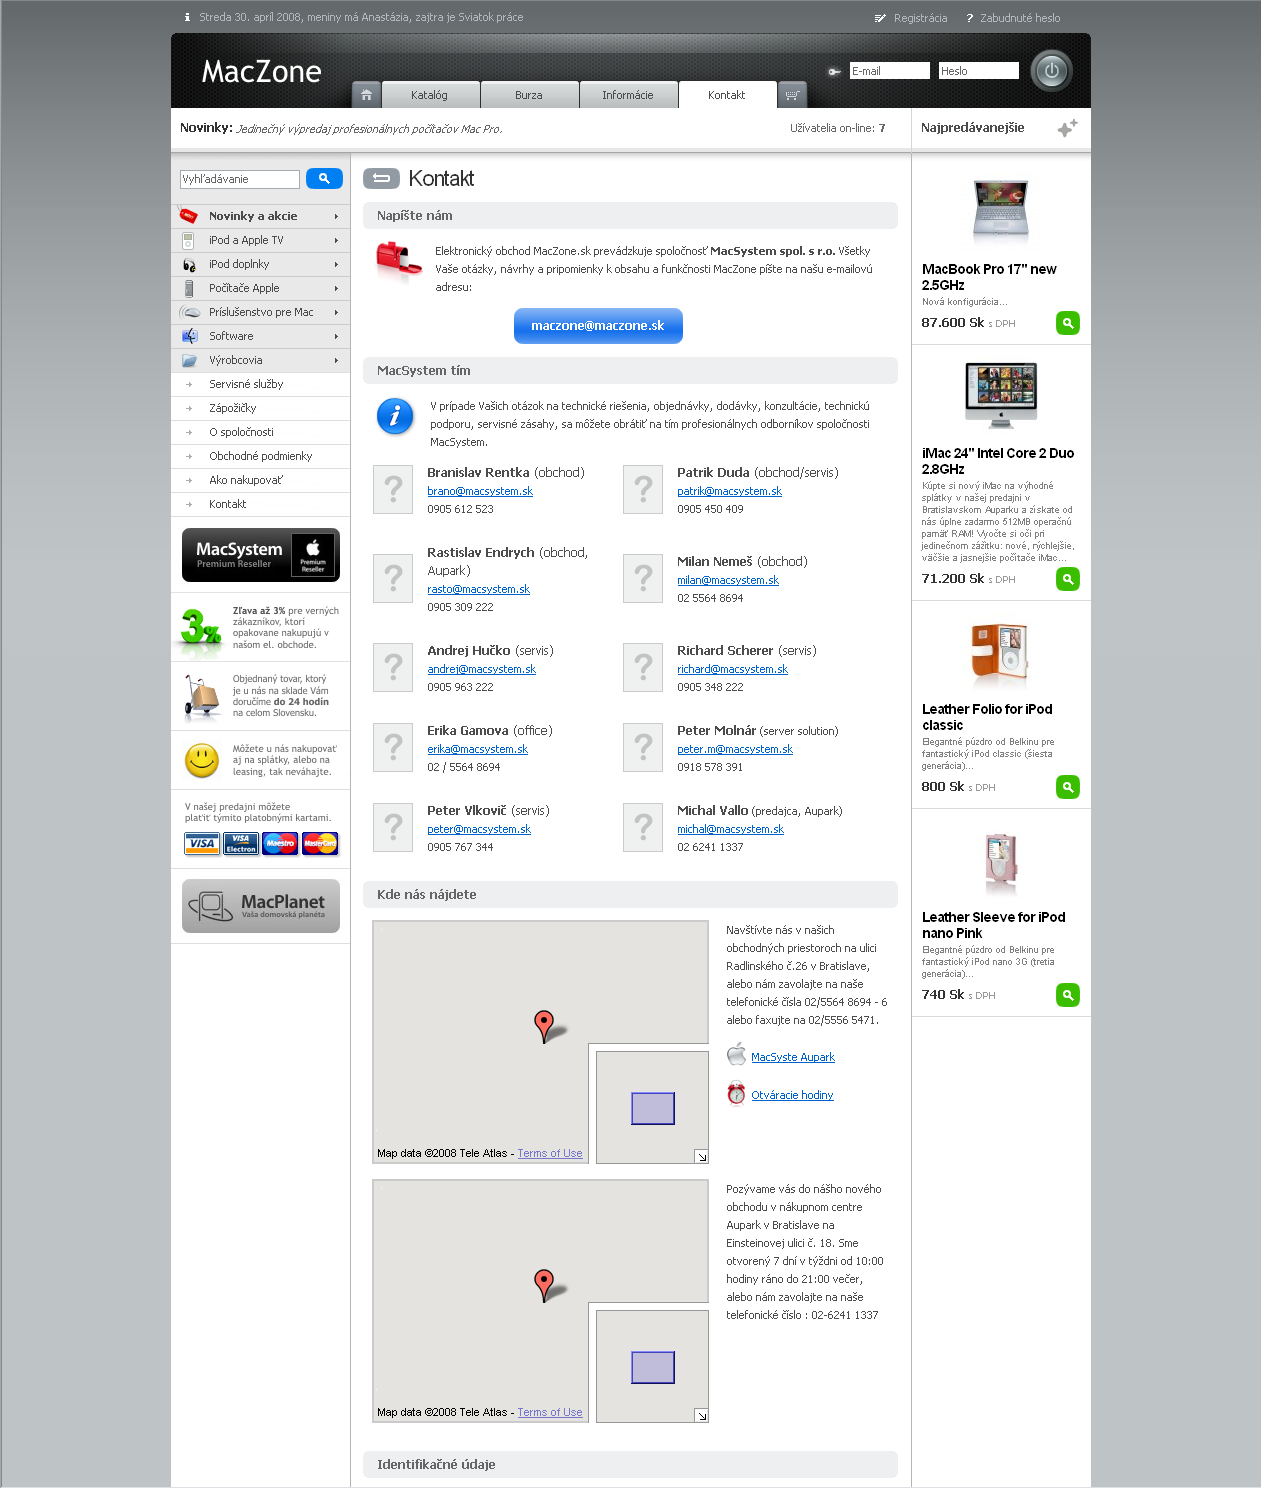 Streda 30. apríl 2008, meniny má Anastázia, zajtra je Sviatok práce
Registrácia
? Zabudnuté heslo
MacZone
E-mail
Heslo
Katalóg
Burza
Informácie
Kontakt
Novinky: Jedinečný výpredaj profesionálnych počítačov Mac Pro.
Užívatelia on-line: 7
Najpredávanejšie
Vyhľadávanie
Novinky a akcie
iPod a Apple TV
iPod doplnky
Počítače Apple
Príslušenstvo pre Mac
Software
Výrobcovia
Servisné služby
Zápožičky
O spoločnosti
Obchodné podmienky
Ako nakupovať
Kontakt
MacSystem
Premium Reseller
Premium
Reseller
3%
Zľava až 3% pre verných
zákazníkov, ktorí
opakovane nakupujú v
našom el. obchode.
Objednaný tovar, ktorý
je u nás na sklade Vám
doručíme do 24 hodín
na celom Slovensku.
Môžete u nás nakupovať
aj na splátky, alebo na
leasing, tak neváhajte.
V našej predajni môžete
platiť týmito platobnými kartami.
VISA
VISA
Electron
Maestro
MasterCard
MacPlanet
Vaša domovská planéta
Kontakt
Napíšte nám
Elektronický obchod MacZone.sk prevádzkuje spoločnosť MacSystem spol. s r.o. Všetky
Vaše otázky, návrhy a pripomienky k obsahu a funkčnosti MacZone píšte na našu e-mailovú
adresu:
maczone@maczone.sk
MacSystem tím
V prípade Vašich otázok na technické riešenia, objednávky, dodávky, konzultácie, technickú
podporu, servisné zásahy, sa môžete obrátiť na tím profesionálnych odborníkov spoločnosti
MacSystem.
Branislav Rentka (obchod)
brano@macsystem.sk
0905 612 523
Patrik Duda (obchod/servis)
patrik@macsystem.sk
0905 450 409
Rastislav Endrych (obchod,
Aupark)
rasto@macsystem.sk
0905 309 222
Milan Nemeš (obchod)
milan@macsystem.sk
02 5564 8694
Andrej Hučko (servis)
andrej@macsystem.sk
0905 963 222
Richard Scherer (servis)
richard@macsystem.sk
0905 348 222
Erika Gamova (office)
erika@macsystem.sk
02 / 5564 8694
Peter Molnár (server solution)
peter.m@macsystem.sk
0918 578 391
Peter Vlkovič (servis)
peter@macsystem.sk
0905 767 344
Michal Vallo (predajca, Aupark)
michal@macsystem.sk
02 6241 1337
Kde nás nájdete
Map data ©2008 Tele Atlas - Terms of Use
Navštívte nás v našich
obchodných priestoroch na ulici
Radlinského č.26 v Bratislave,
alebo nám zavolajte na naše
telefonické čísla 02/5564 8694 - 6
alebo faxujte na 02/5556 5471.
MacSyste Aupark
Otváracie hodiny
Map data ©2008 Tele Atlas - Terms of Use
Pozývame vás do nášho nového
obchodu v nákupnom centre
Aupark v Bratislave na
Einsteinovej ulici č. 18. Sme
otvorený 7 dní v týždni od 10:00
hodiny ráno do 21:00 večer,
alebo nám zavolajte na naše
telefonické číslo : 02-6241 1337
Identifikačné údaje
MacBook Pro 17" new
2.5GHz
Nová konfigurácia...
87.600 Sk s DPH
iMac 24" Intel Core 2 Duo
2.8GHz
Kúpte si nový iMac na výhodné
splátky v našej predajni v
Bratislavskom Auparku a získate od
nás úplne zadarmo 512MB operačnú
pamäť RAM! Vyočte si oči pri
jedinečnom zážitku: nové, rýchlejšie,
väčšie a jasnejšie počítače iMac...
71.200 Sk s DPH
Leather Folio for iPod
classic
Elegantné púzdro od Belkinu pre
fantastický iPod classic (šiesta
generácia)...
800 Sk s DPH
Leather Sleeve for iPod
nano Pink
Elegantné púzdro od Belkinu pre
fantastický iPod nano 3G (tretia
generácia)...
740 Sk s DPH